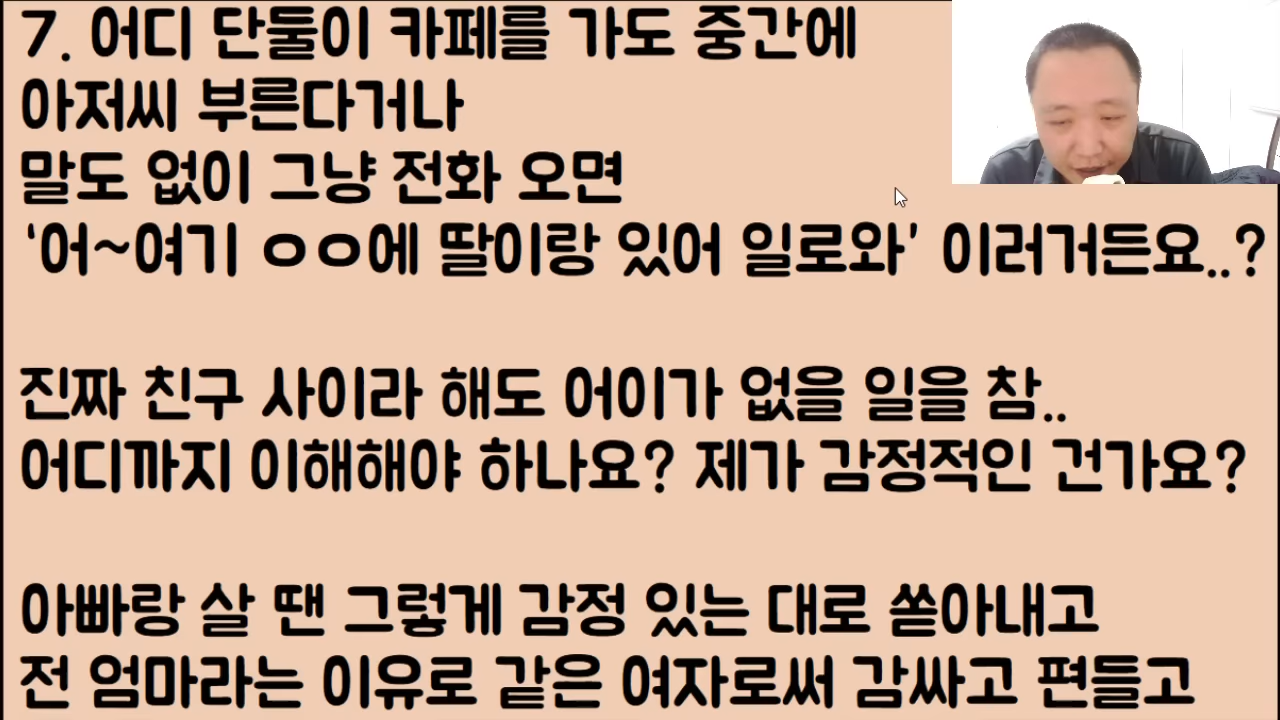 7. 어디 단둘이 카페를 가도 중간에
아저씨 부른다거나
말도 없이 그냥 전화 오면
‘어~여기 ㅇㅇ에 딸이랑 있어 일로와’ 이러거든요..?
진짜 친구 사이라 해도 어이가 없을 일을 참..
어디까지 이해해야 하나요? 제가 감정적인 건가요?
아빠랑 살 땐 그렇게 감정 있는 대로 쏟아내고
전 엄마라는 이유로 같은 여자로써 감싸고 편들고